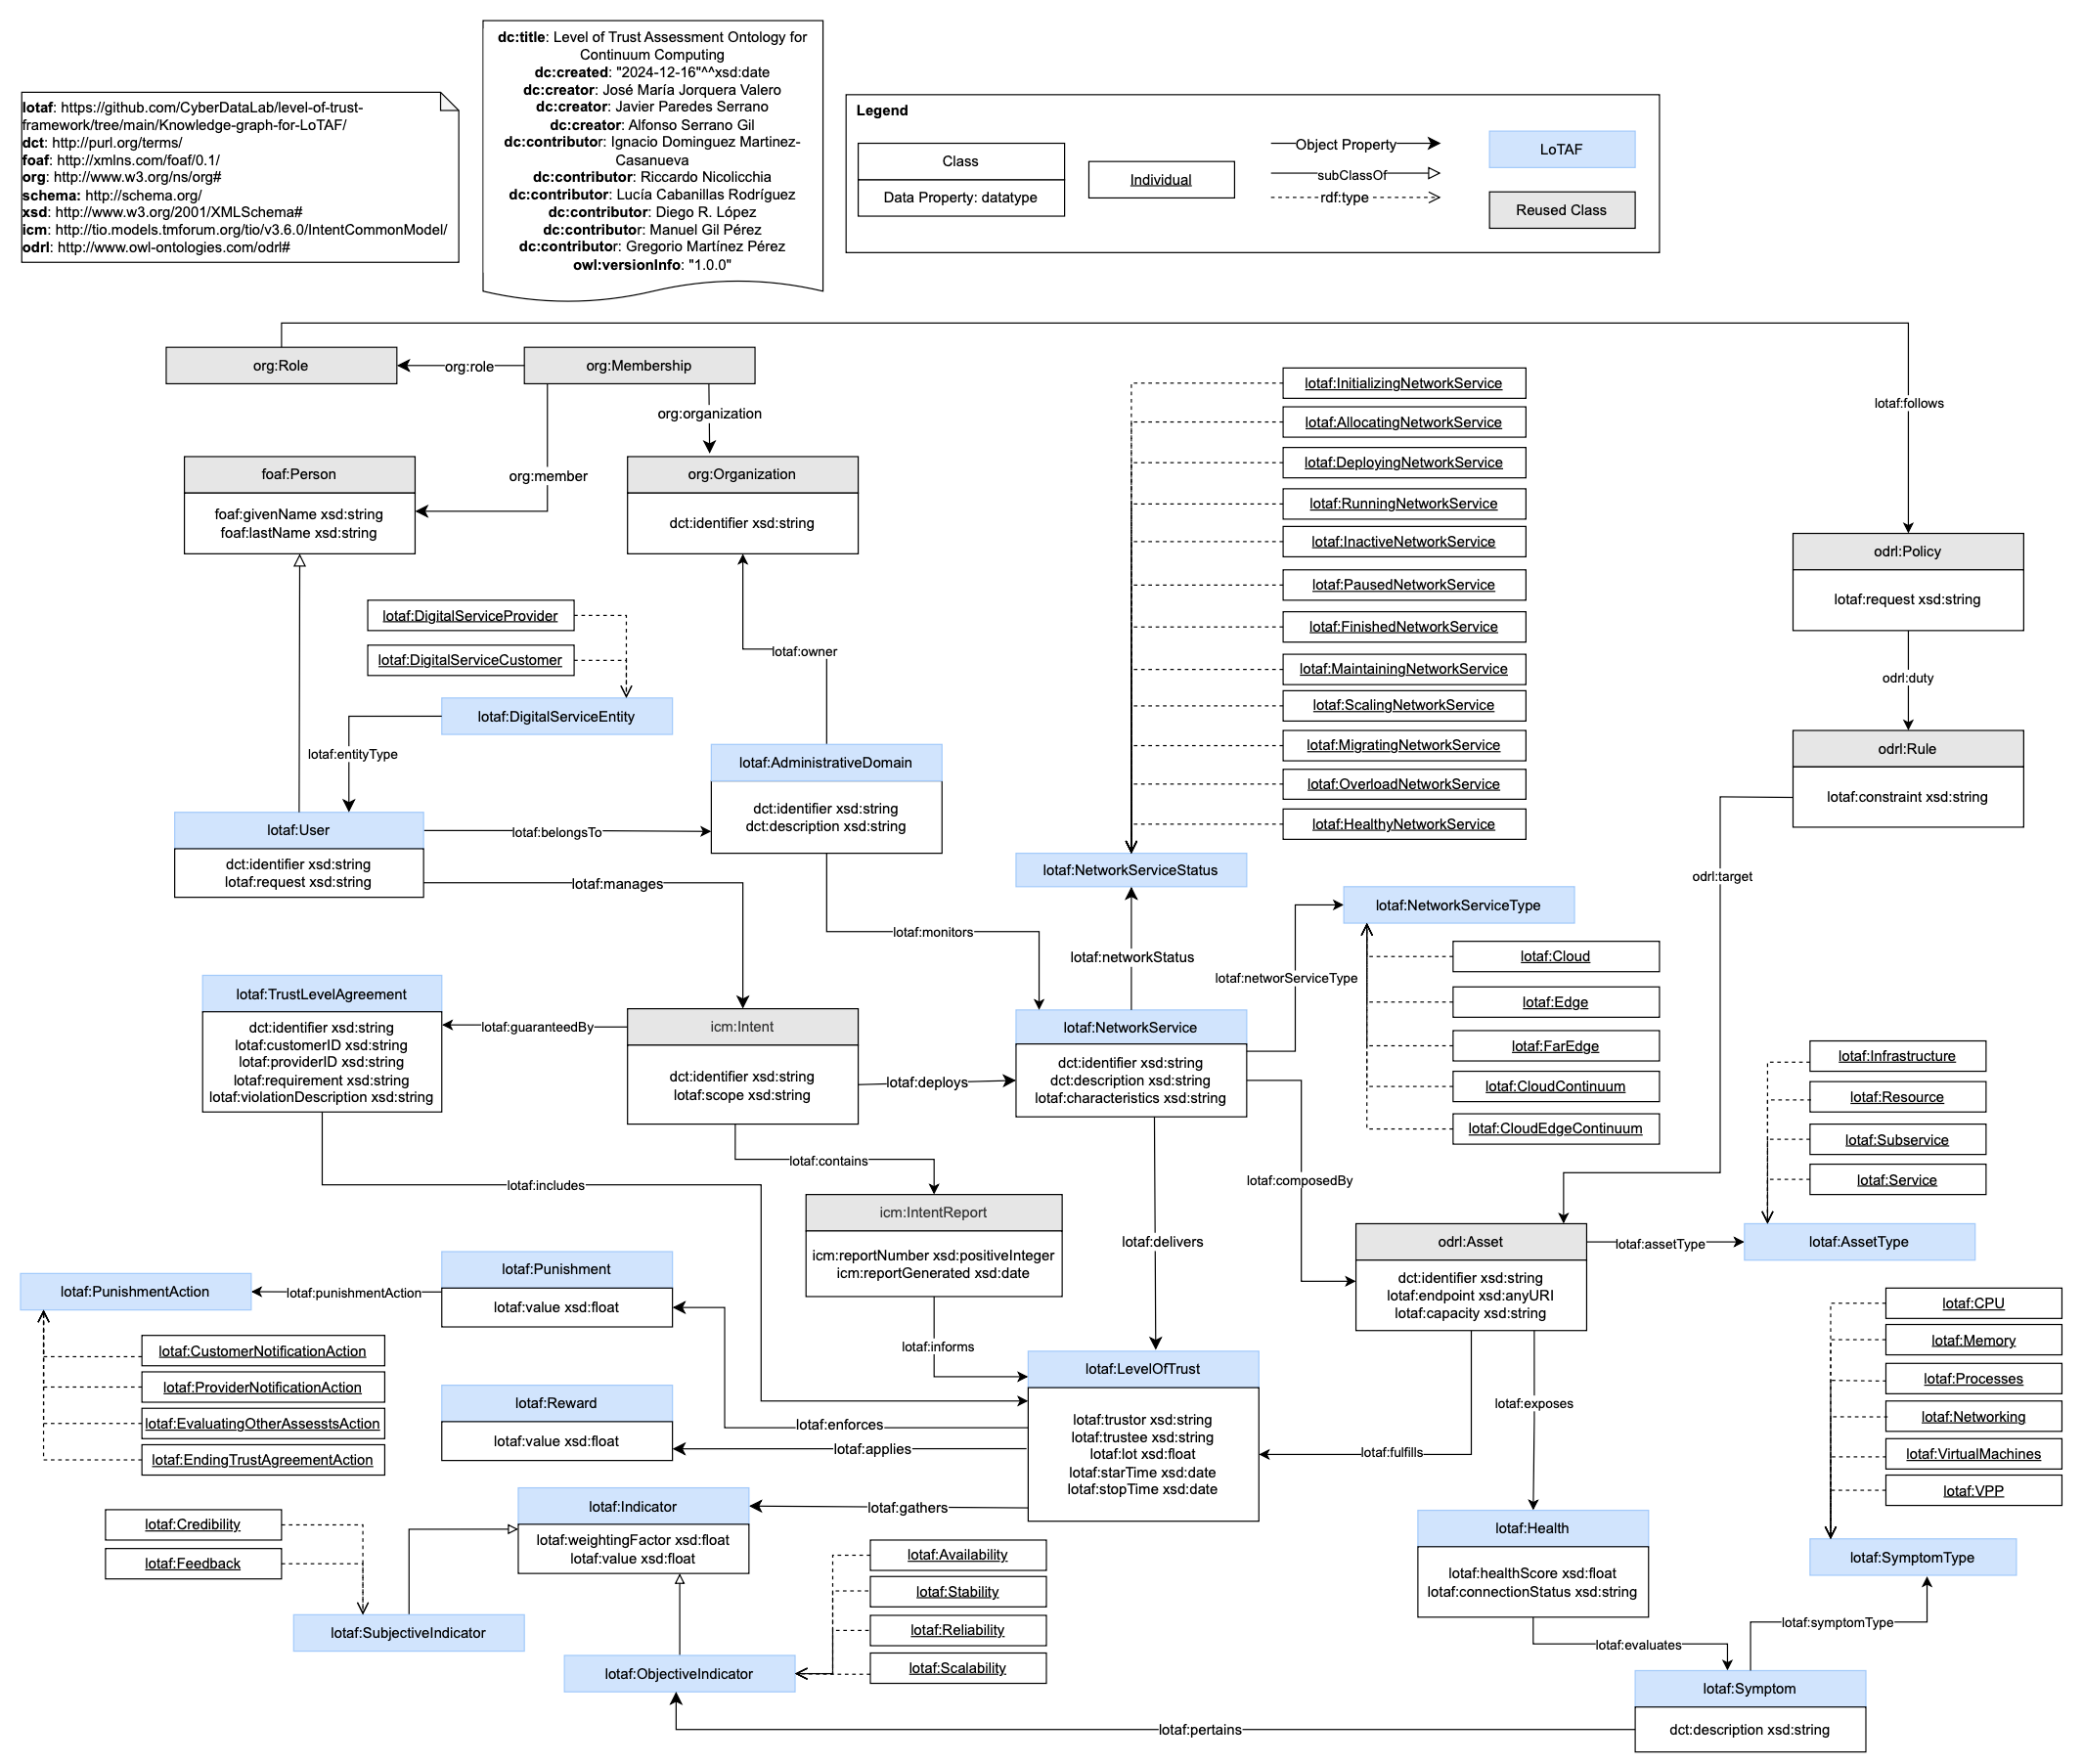 lotaf: https://github.com/CyberDataLab/level-of-trust-
framework/tree/main/Knowledge-graph-for-LoTAF/
dct: http://purl.org/terms/
foaf: http://xmlns.com/foaf/0.1/
org: http://www.w3.org/ns/org#
schema: http://schema.org/
xsd: http://www.w3.org/2001/XMLSchema#
icm: http://tio.models.tmforum.org/tio/v3.6.0/IntentCommonModel/
odrl: http://www.owl-ontologies.com/odrl#
dc:title: Level of Trust Assessment Ontology for
Continuum Computing
dc:created: "2024-12-16"^^xsd:date
dc:creator: José María Jorquera Valero
dc:creator: Javier Paredes Serrano
dc:creator: Alfonso Serrano Gil
dc:contributor: Ignacio Dominguez Martinez-
Casanueva
dc:contributor: Riccardo Nicolicchia
dc:contributor: Lucía Cabanillas Rodríguez
dc:contributor: Diego R. López
dc:contributor: Manuel Gil Pérez
dc:contributor: Gregorio Martínez Pérez
owl:versionInfo: "1.0.0"
Legend
Class
Data Property: datatype
Individual
Object Property
subClassOf
rdf:type
LoTAF
Reused Class
org:Role
org:role
org:Membership
org:organization
org:member
foaf:Person
foaf:givenName xsd:string
foaf:lastName xsd:string
org:Organization
dct:identifier xsd:string
lotaf:DigitalServiceProvider
lotaf:DigitalServiceCustomer
lotaf:DigitalServiceEntity
lotaf:entityType
lotaf:owner
lotaf:AdministrativeDomain
dct:identifier xsd:string
dct:description xsd:string
lotaf:User
dct:identifier xsd:string
lotaf:request xsd:string
lotaf:belongsTo
lotaf:manages
lotaf:monitors
lotaf:InitializingNetworkService
lotaf:AllocatingNetworkService
lotaf:DeployingNetworkService
lotaf:RunningNetworkService
lotaf:InactiveNetworkService
lotaf:PausedNetworkService
lotaf:FinishedNetworkService
lotaf:MaintainingNetworkService
lotaf:ScalingNetworkService
lotaf:MigratingNetworkService
lotaf:OverloadNetworkService
lotaf:HealthyNetworkService
lotaf:NetworkServiceStatus
lotaf:networkStatus
lotaf:follows
odrl:Policy
lotaf:request xsd:string
odrl:duty
odrl:Rule
lotaf:constraint xsd:string
odrl:target
lotaf:NetworkServiceType
lotaf:networServiceType
lotaf:Cloud
lotaf:Edge
lotaf:FarEdge
lotaf:CloudContinuum
lotaf:CloudEdgeContinuum
lotaf:TrustLevelAgreement
dct:identifier xsd:string
lotaf:customerID xsd:string
lotaf:providerID xsd:string
lotaf:requirement xsd:string
lotaf:violationDescription xsd:string
lotaf:guaranteedBy
icm:Intent
dct:identifier xsd:string
lotaf:scope xsd:string
lotaf:deploys
lotaf:NetworkService
dct:identifier xsd:string
dct:description xsd:string
lotaf:characteristics xsd:string
lotaf:contains
lotaf:includes
lotaf:composedBy
lotaf:delivers
icm:IntentReport
icm:reportNumber xsd:positiveInteger
icm:reportGenerated xsd:date
lotaf:informs
lotaf:Infrastructure
lotaf:Resource
lotaf:Subservice
lotaf:Service
lotaf:AssetType
lotaf:assetType
odrl:Asset
dct:identifier xsd:string
lotaf:endpoint xsd:anyURI
lotaf:capacity xsd:string
lotaf:PunishmentAction
lotaf:punishmentAction
lotaf:Punishment
lotaf:value xsd:float
lotaf:CustomerNotificationAction
lotaf:ProviderNotificationAction
lotaf:EvaluatingOtherAssesstsAction
lotaf:EndingTrustAgreementAction
lotaf:Reward
lotaf:value xsd:float
lotaf:enforces
lotaf:applies
lotaf:gathers
lotaf:LevelOfTrust
lotaf:trustor xsd:string
lotaf:trustee xsd:string
lotaf:lot xsd:float
lotaf:starTime xsd:date
lotaf:stopTime xsd:date
lotaf:fulfills
lotaf:exposes
lotaf:CPU
lotaf:Memory
lotaf:Processes
lotaf:Networking
lotaf:VirtualMachines
lotaf:VPP
lotaf:SymptomType
lotaf:symptomType
lotaf:Health
lotaf:healthScore xsd:float
lotaf:connectionStatus xsd:string
lotaf:evaluates
lotaf:Symptom
dct:description xsd:string
lotaf:pertains
lotaf:Indicator
lotaf:weightingFactor xsd:float
lotaf:value xsd:float
lotaf:Credibility
lotaf:Feedback
lotaf:SubjectiveIndicator
lotaf:Availability
lotaf:Stability
lotaf:Reliability
lotaf:Scalability
lotaf:ObjectiveIndicator